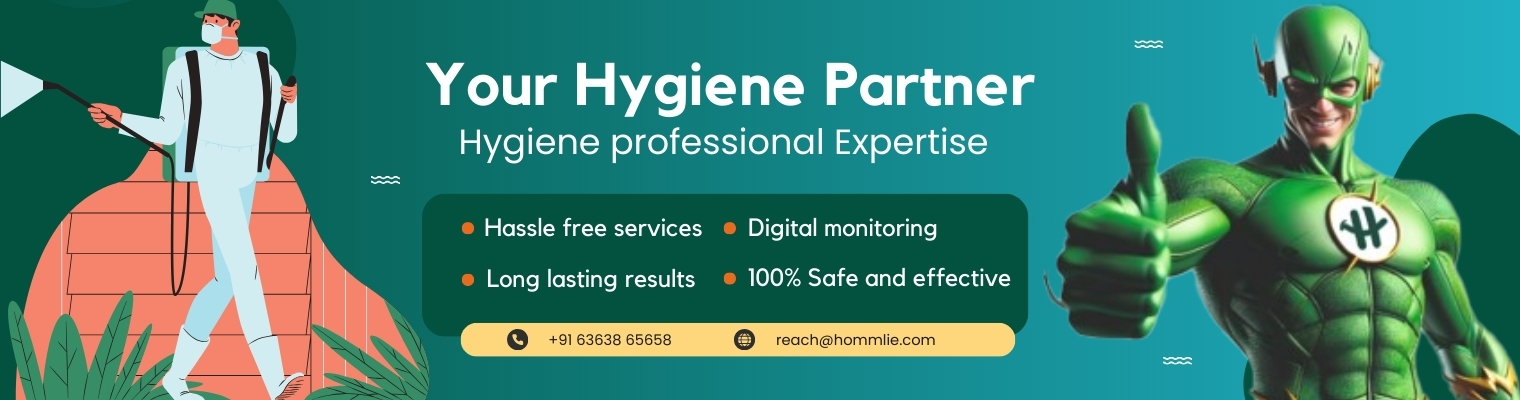 Your Hygiene Partner
Hygiene professional Expertise
Hassle free services
Digital monitoring
Long lasting results
100% Safe and effective
+91 63638 65658
reach@hommlie.com
H